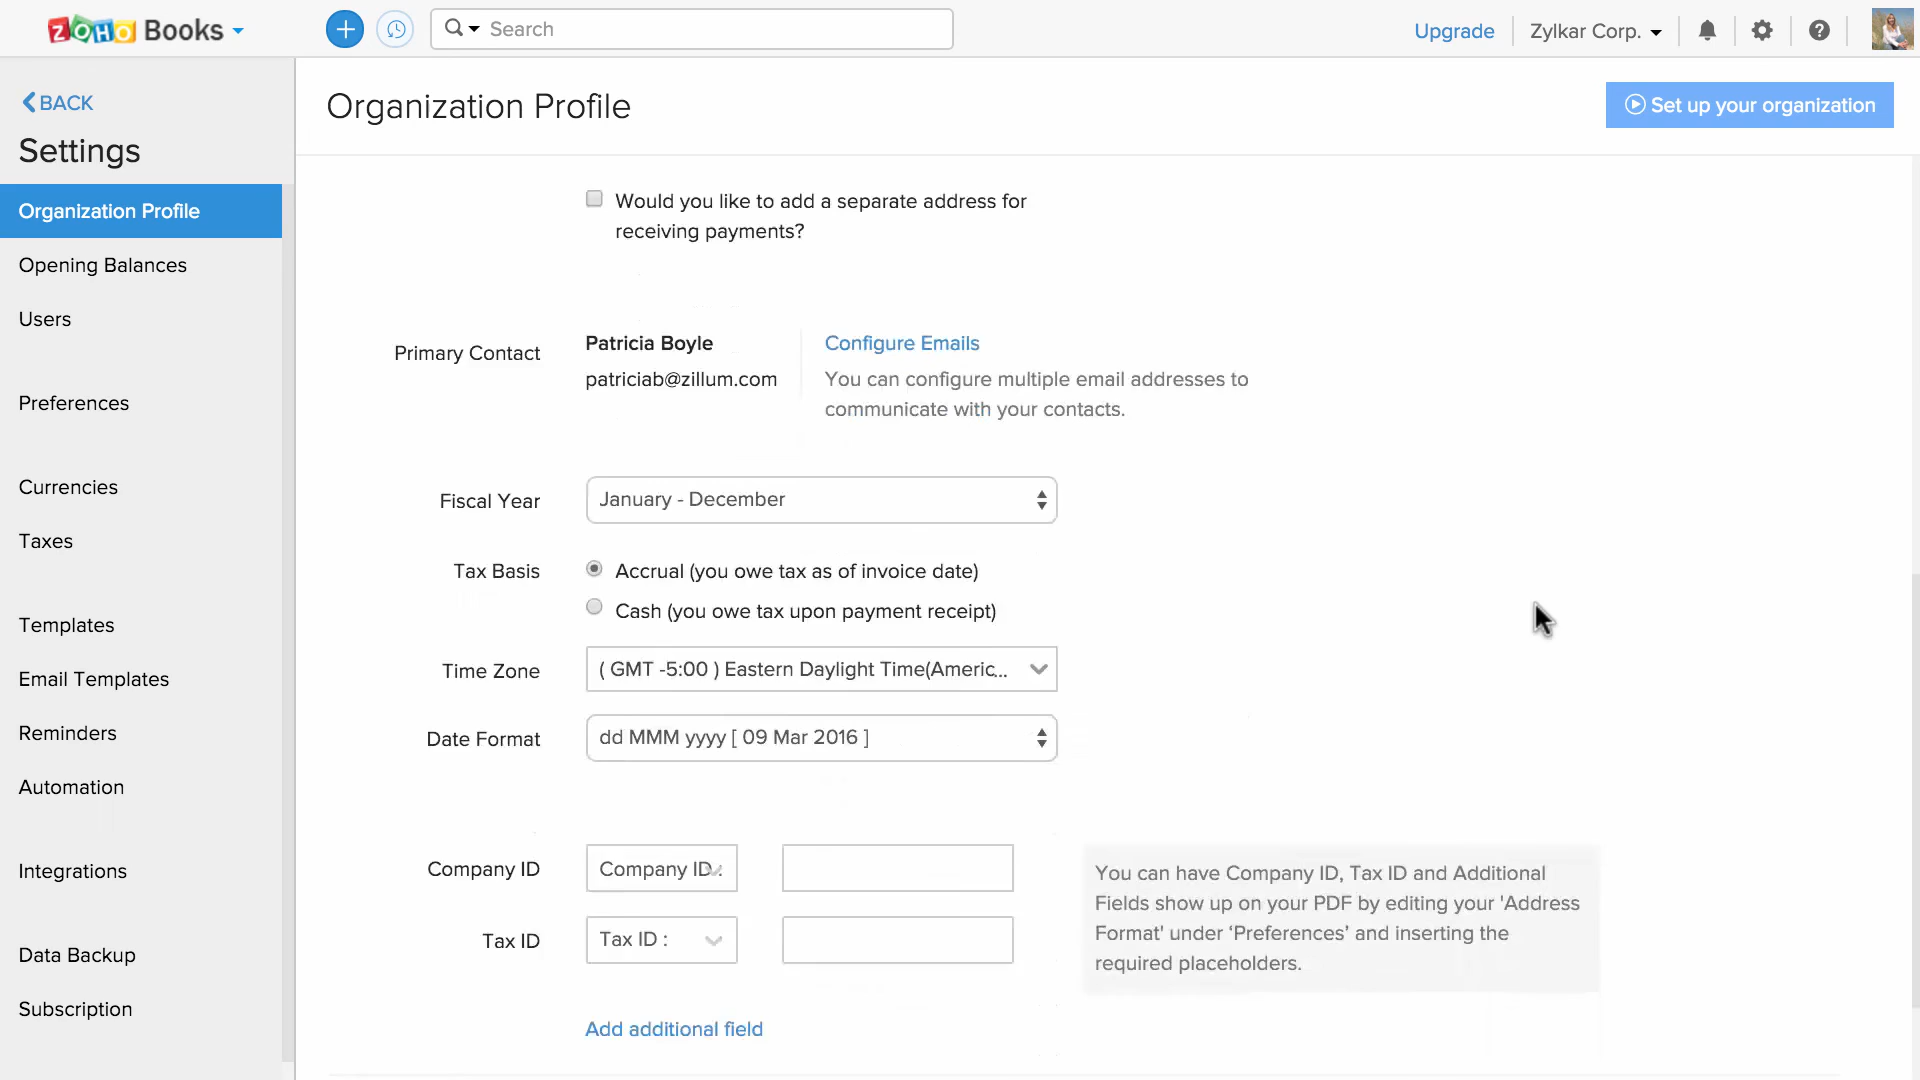 ZOHO Books
Search
Upgrade
Zylkar Corp.
BACK
Settings
Organization Profile
Opening Balances
Users
Preferences
Currencies
Taxes
Templates
Email Templates
Reminders
Automation
Integrations
Data Backup
Subscription
Organization Profile
Set up your organization
Would you like to add a separate address for
receiving payments?
Primary Contact
Patricia Boyle
patriciab@zillum.com
Configure Emails
You can configure multiple email addresses to
communicate with your contacts.
Fiscal Year
January - December
Tax Basis
Accrual (you owe tax as of invoice date)
Cash (you owe tax upon payment receipt)
Time Zone
( GMT -5:00 ) Eastern Daylight Time(Americ...
Date Format
dd MMM yyyy [ 09 Mar 2016 ]
Company ID
Company ID :
Tax ID
Tax ID :
You can have Company ID, Tax ID and Additional
Fields show up on your PDF by editing your 'Address
Format' under ‘Preferences’ and inserting the
required placeholders.
Add additional field